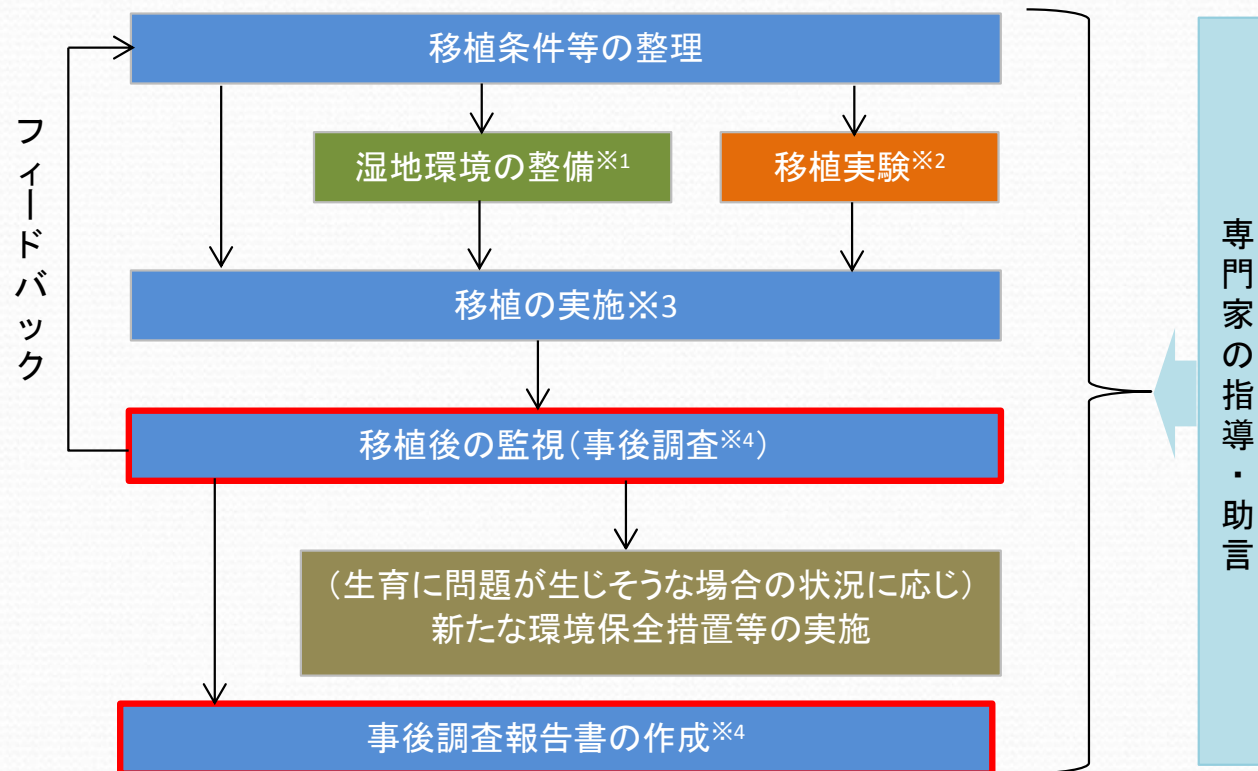 移植条件等の整理
湿地環境の整備※1
移植実験※2
移植の実施※3
移植後の監視(事後調査※4)
(生育に問題が生じそうな場合の状況に応じ)
新たな環境保全措置等の実施
事後調査報告書の作成※4
フィードバック
専門家の指導・助言